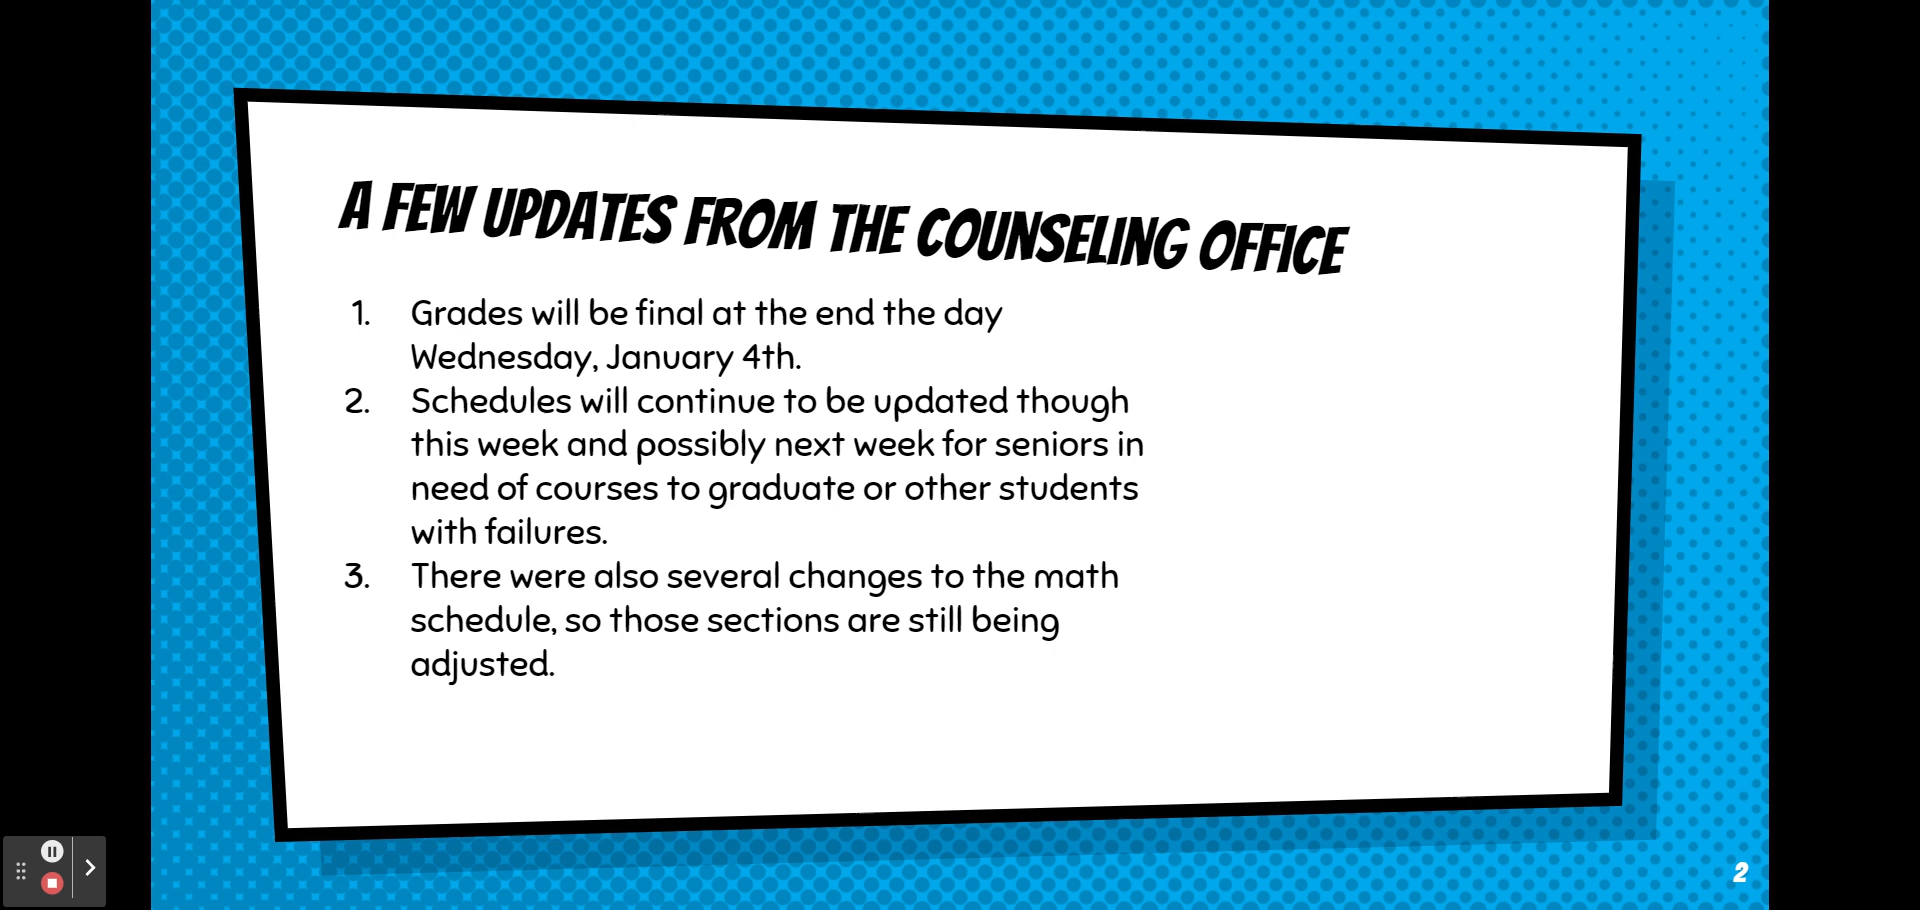 A FEW UPDATES FROM THE COUNSELING OFFICE
1. Grades will be final at the end the day
Wednesday, January 4th.
2. Schedules will continue to be updated though
this week and possibly next week for seniors in
need of courses to graduate or other students
with failures.
3. There were also several changes to the math
schedule, so those sections are still being
adjusted.
2